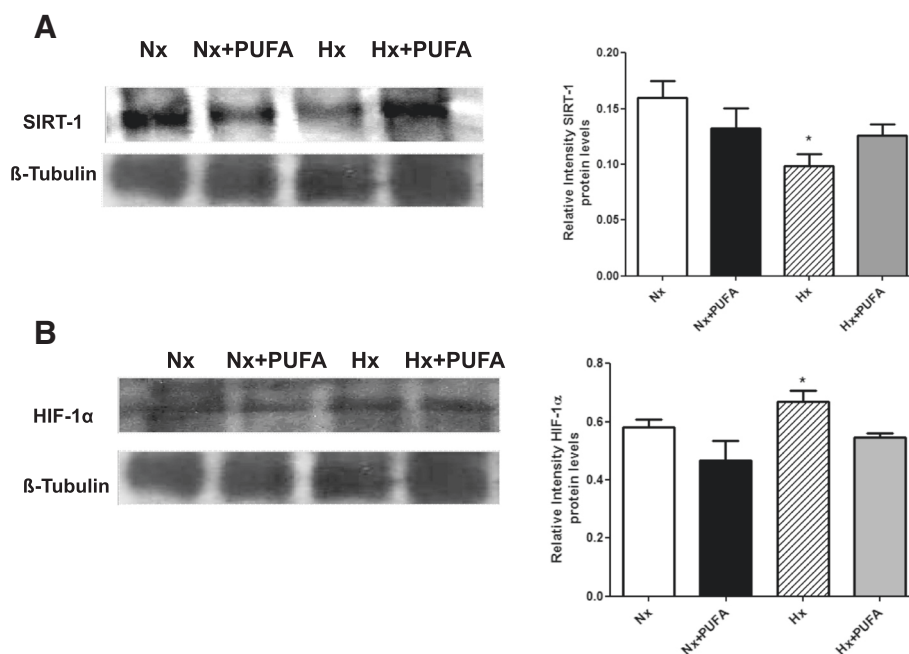 A
Nx Nx+PUFA Hx Hx+PUFA
SIRT-1
ß-Tubulin
Relative Intensity SIRT-1
protein levels
0.20
0.15
0.10
0.05
0.00
*
Nx
Nx+PUFA
Hx
Hx+PUFA
B
Nx Nx+PUFA Hx Hx+PUFA
HIF-1α
ß-Tubulin
Relative Intensity HIF-1α
protein levels
0.8
0.6
0.4
0.2
0.0
*
Nx
Nx+PUFA
Hx
Hx+PUFA